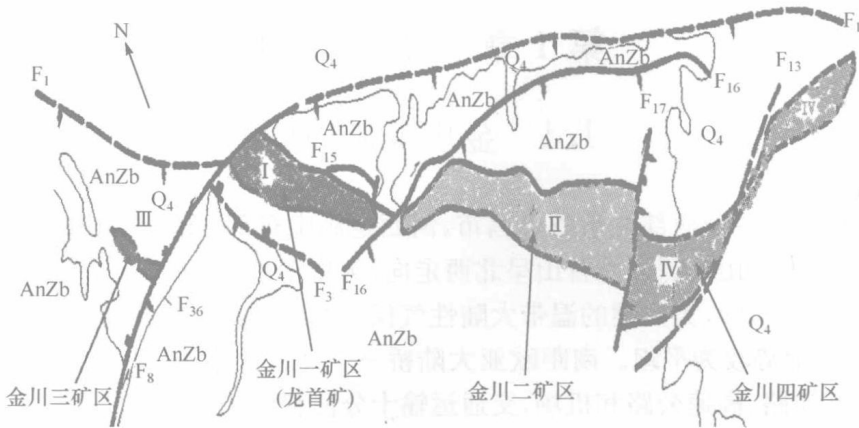 N
F₁
Q₄
F₁
F₁₃
AnZb
Q₄
AnZb
F₁₆
F₁₇
Ⅳ
AnZb
AnZb
Q₄
F₁₅
Ⅰ
AnZb
Q₄
Ⅲ
Ⅱ
Ⅳ
AnZb
Q₄
F₃
F₁₆
F₃₆
Q₄
AnZb
AnZb
F₈
金川三矿区
金川一矿区
(龙首矿)
金川二矿区
金川四矿区